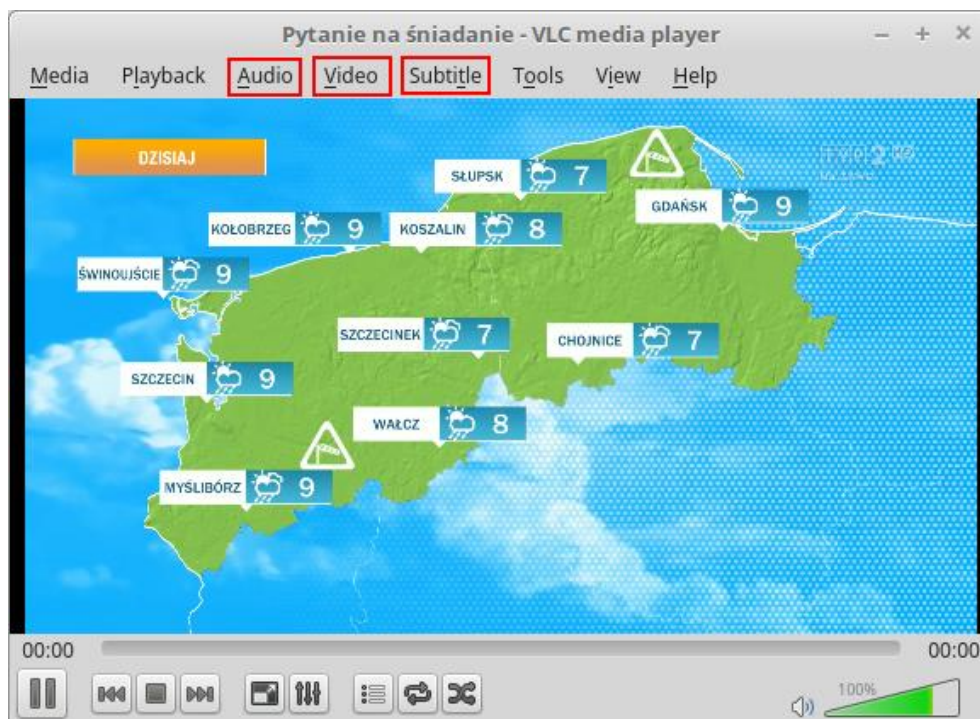 Pytanie na śniadanie - VLC media player
Media Playback Audio Video Subtitle Tools View Help
DZISIAJ
SŁUPSK 7
GDAŃSK 9
KOŁOBRZEG 9
KOSZALIN 8
ŚWINOUJŚCIE 9
SZCZECINEK 7
CHOJNICE 7
SZCZECIN 9
WAŁCZ 8
MYŚLIBÓRZ 9
00:00 00:00
100%